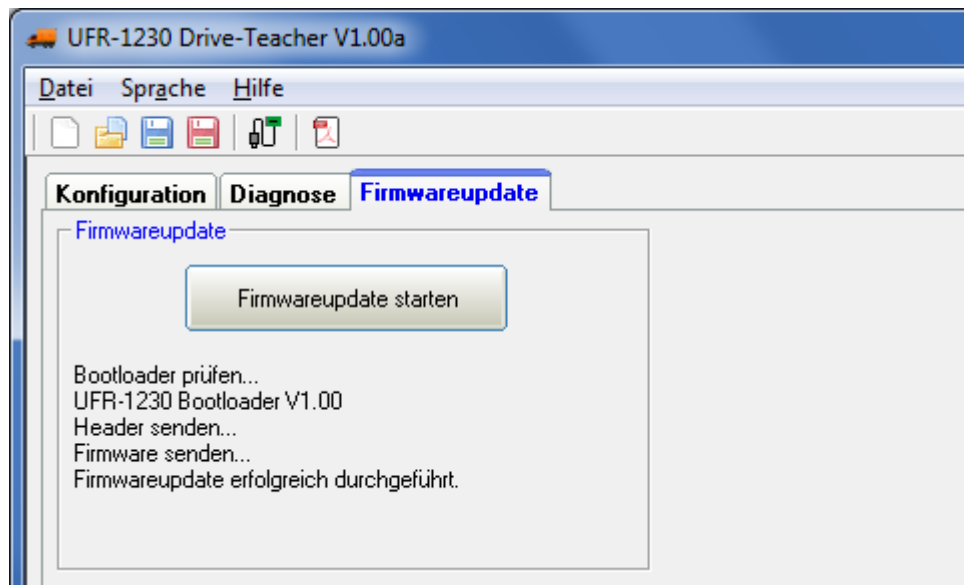 UFR-1230 Drive-Teacher V1.00a
Datei Sprache Hilfe
Konfiguration Diagnose Firmwareupdate
Firmwareupdate
Firmwareupdate starten
Bootloader prüfen...
UFR-1230 Bootloader V1.00
Header senden...
Firmware senden...
Firmwareupdate erfolgreich durchgeführt.